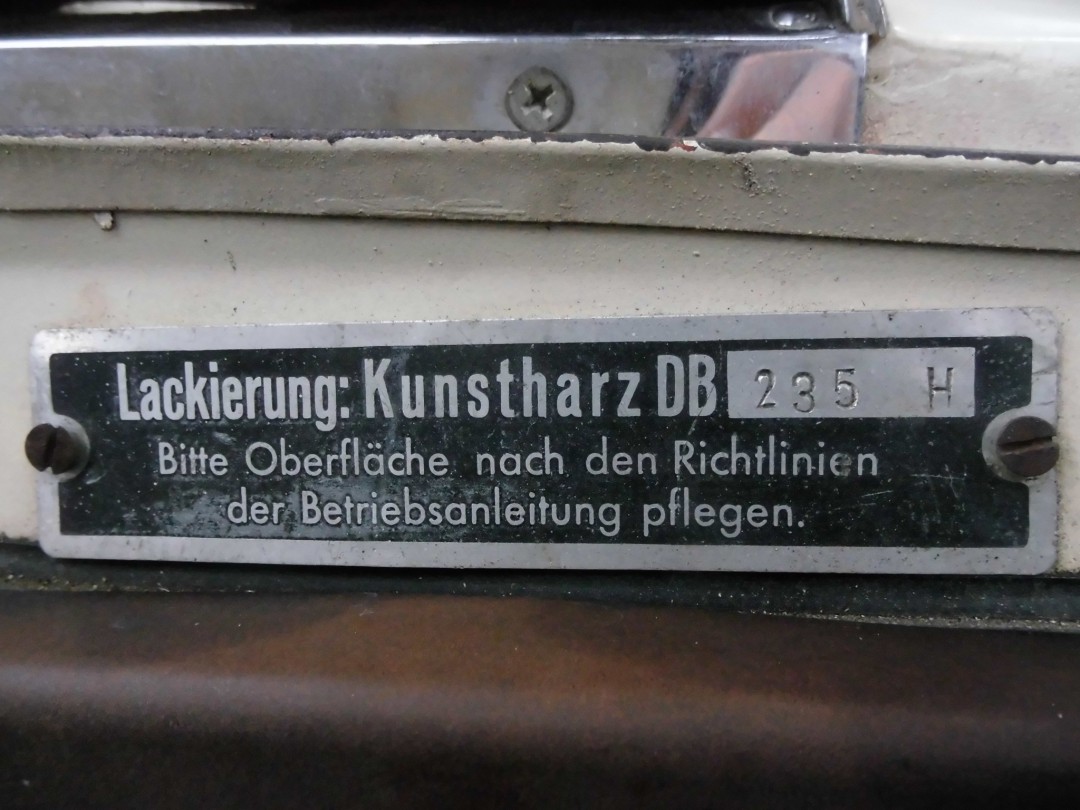 Lackierung: Kunstharz DB 235 H
Bitte Oberfläche nach den Richtlinien
der Betriebsanleitung pflegen.